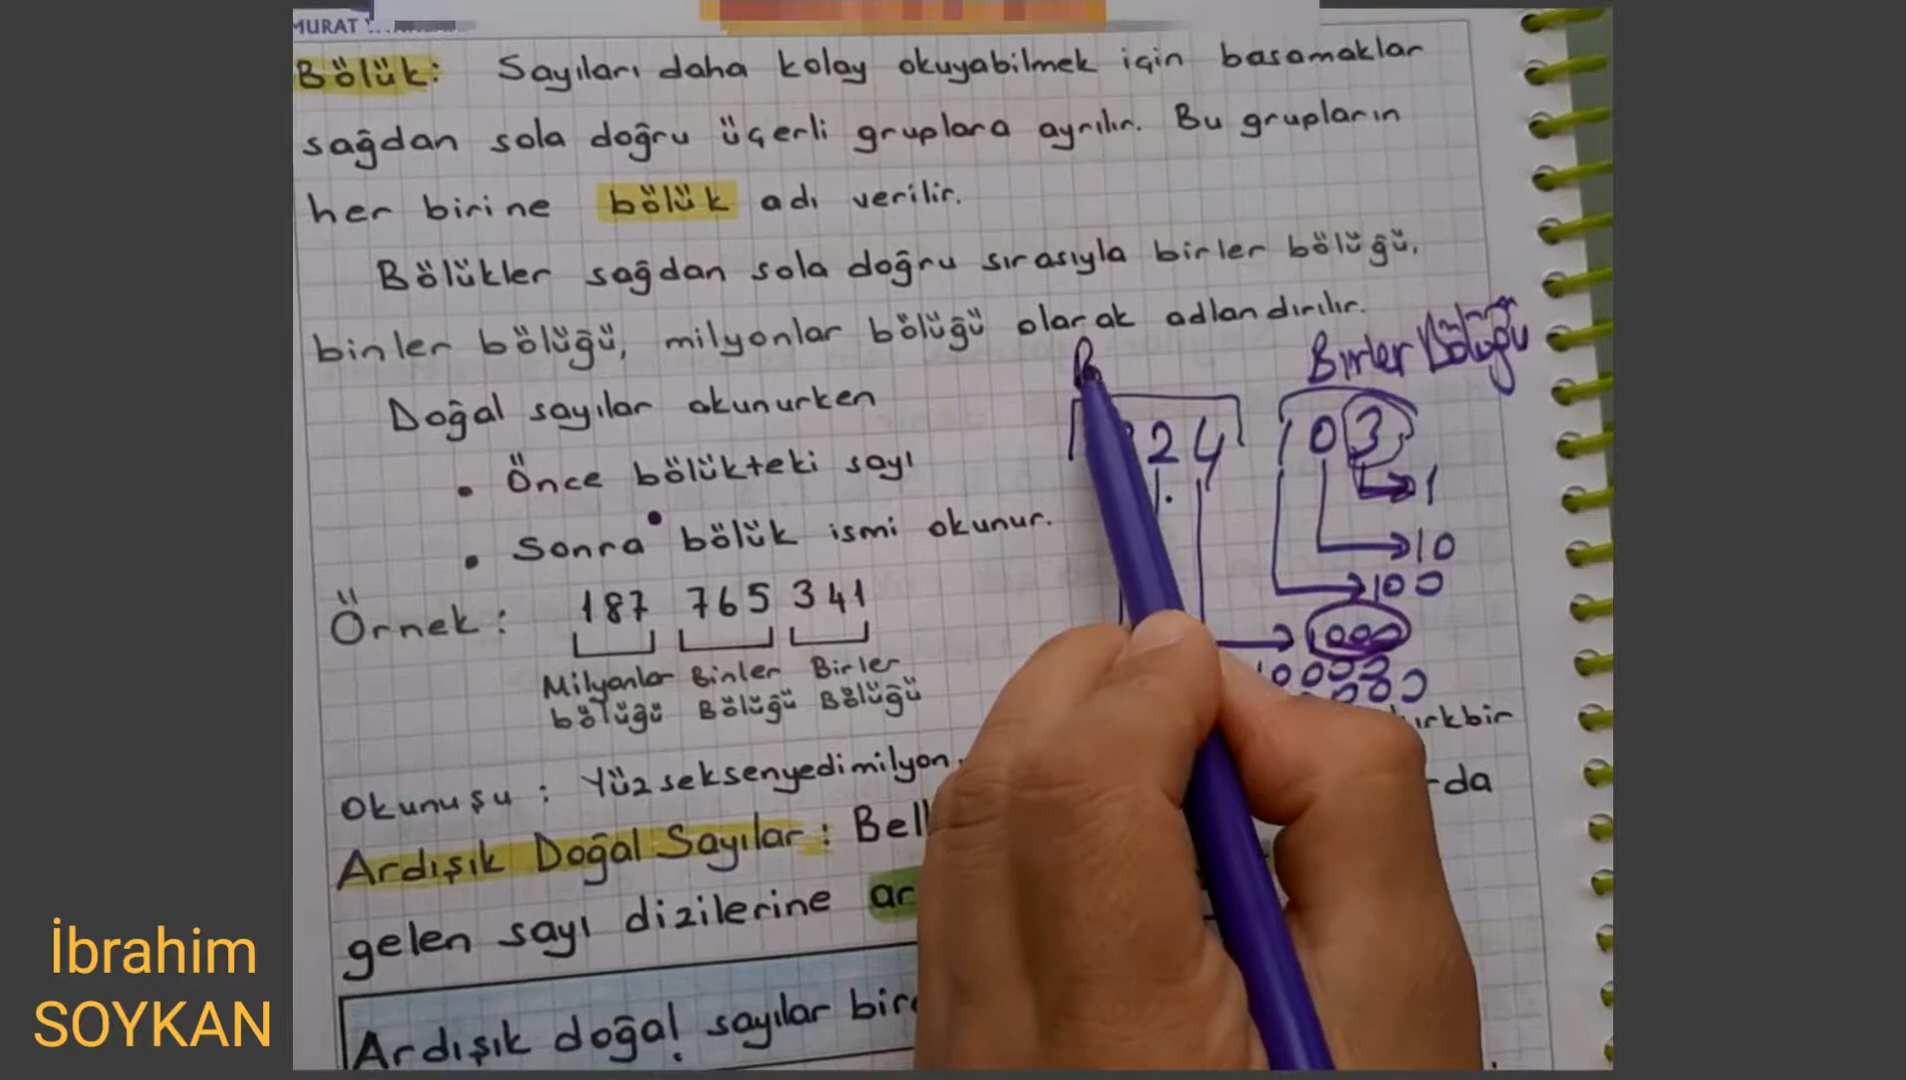 MURAT
Bölük: Sayıları daha kolay okuyabilmek için basamaklar
sağdan sola doğru üçerli gruplara ayrılır. Bu grupların
her birine bölük adı verilir.
Bölükler sağdan sola doğru sırasıyla birler bölüğü,
binler bölüğü, milyonlar bölüğü olarak adlandırılır.
Birler Bölüğü
B
Doğal sayılar okunurken
24 103
• Önce bölükteki sayı
1
• Sonra bölük ismi okunur.
10
100
Örnek: 187 765 341
1000
Milyonlar Binler Birler
bölüğü Bölüğü Bölüğü
Okunuşu: Yüzseksenyedimilyon kırkbir
Ardışık Doğal Sayılar: Bel da
gelen sayı dizilerine ar
Ardışık doğal sayılar bir
İbrahim
SOYKAN